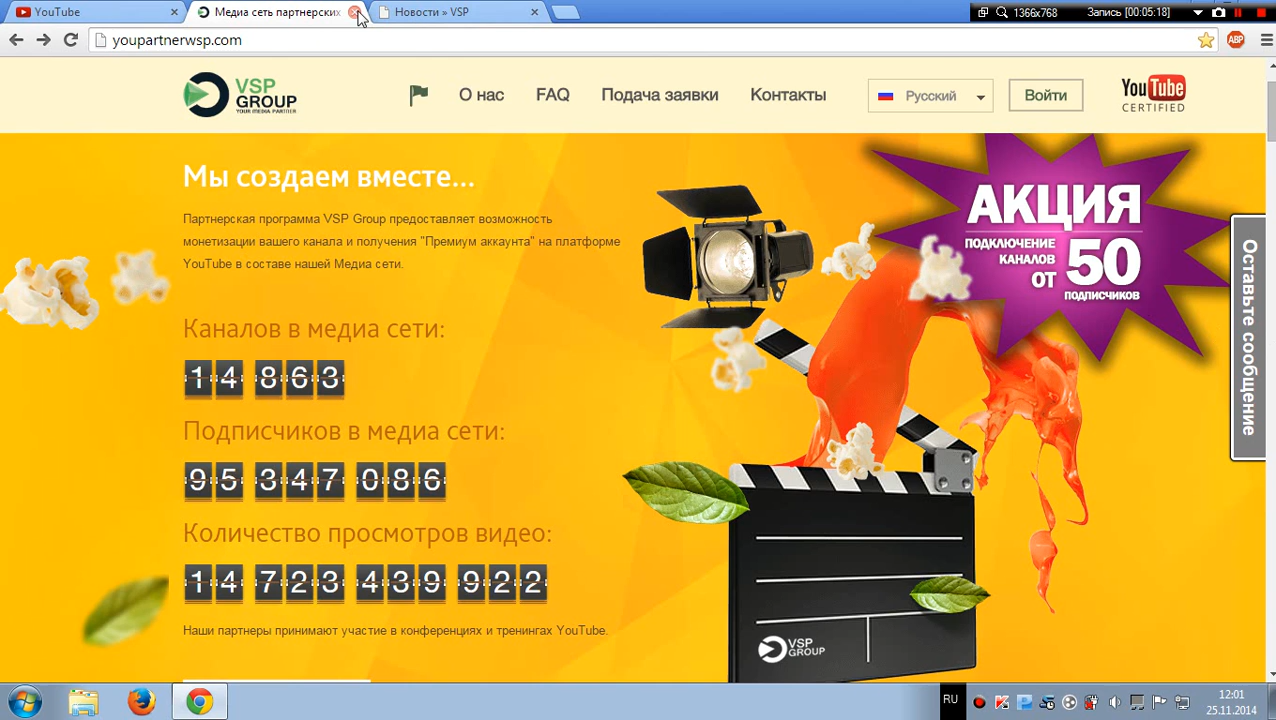 YouTube
Медиа сеть партнерских
Новости » VSP
1366x768
Запись [00:05:18]
youpartnerwsp.com
ABP
VSP
GROUP
YOUR MEDIA PARTNER
О нас
FAQ
Подача заявки
Контакты
Русский
Войти
YouTube
CERTIFIED
Мы создаем вместе...
Партнерская программа VSP Group предоставляет возможность
монетизации вашего канала и получения "Премиум аккаунта" на платформе
YouTube в составе нашей Медиа сети.
АКЦИЯ
ПОДКЛЮЧЕНИЕ
КАНАЛОВ
ОТ 50
ПОДПИСЧИКОВ
Оставьте сообщение
Каналов в медиа сети:
14 863
Подписчиков в медиа сети:
95 347 086
Количество просмотров видео:
14 723 439 922
Наши партнеры принимают участие в конференциях и тренингах YouTube.
VSP
GROUP
RU
12:01
25.11.2014